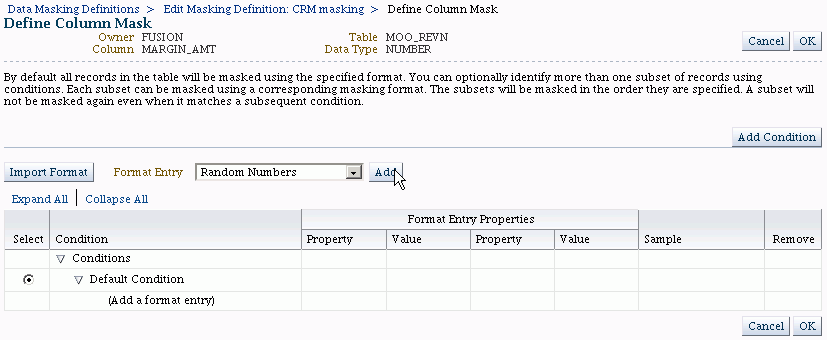 Data Masking Definitions > Edit Masking Definition: CRM masking > Define Column Mask
Define Column Mask
Owner FUSION Table MOO_REVN
Column MARGIN_AMT Data Type NUMBER
Cancel OK
By default all records in the table will be masked using the specified format. You can optionally identify more than one subset of records using
conditions. Each subset can be masked using a corresponding masking format. The subsets will be masked in the order they are specified. A subset will
not be masked again even when it matches a subsequent condition.
Add Condition
Import Format Format Entry Random Numbers Add
Expand All Collapse All
Format Entry Properties
Select Condition Property Value Property Value Sample Remove
Conditions
Default Condition
(Add a format entry)
Cancel OK